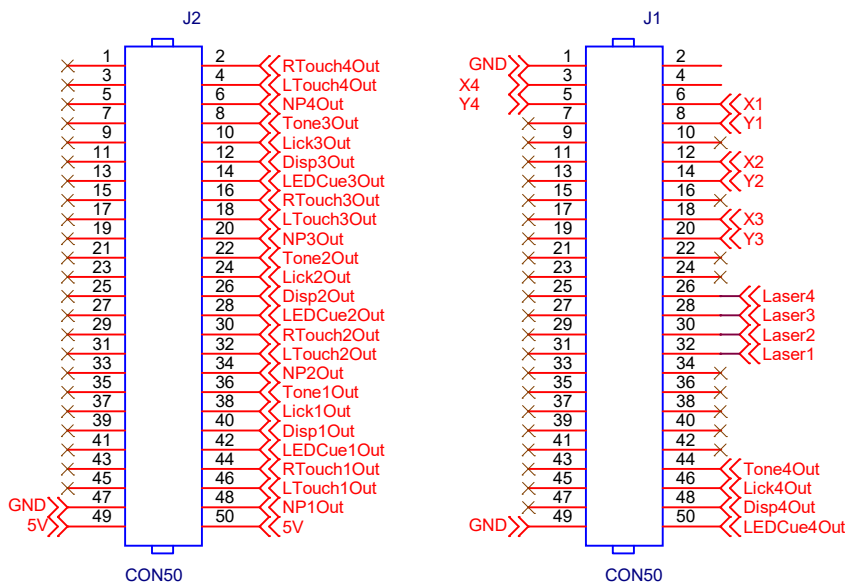 J2 J1
1 2 RTouch4Out GND 1 2
3 4 LTouch4Out X4 3 4
5 6 NP4Out Y4 5 6 X1
7 8 Tone3Out 7 8 Y1
9 10 Lick3Out 9 10
11 12 Disp3Out 11 12 X2
13 14 LEDCue3Out 13 14 Y2
15 16 RTouch3Out 15 16
17 18 LTouch3Out 17 18 X3
19 20 NP3Out 19 20 Y3
21 22 Tone2Out 21 22
23 24 Lick2Out 23 24
25 26 Disp2Out 25 26 Laser4
27 28 LEDCue2Out 27 28 Laser3
29 30 RTouch2Out 29 30 Laser2
31 32 LTouch2Out 31 32 Laser1
33 34 NP2Out 33 34
35 36 Tone1Out 35 36
37 38 Lick1Out 37 38
39 40 Disp1Out 39 40
41 42 LEDCue1Out 41 42
43 44 RTouch1Out 43 44 Tone4Out
45 46 LTouch1Out 45 46 Lick4Out
GND 47 48 NP1Out 47 48 Disp4Out
5V 49 50 5V GND 49 50 LEDCue4Out
CON50 CON50